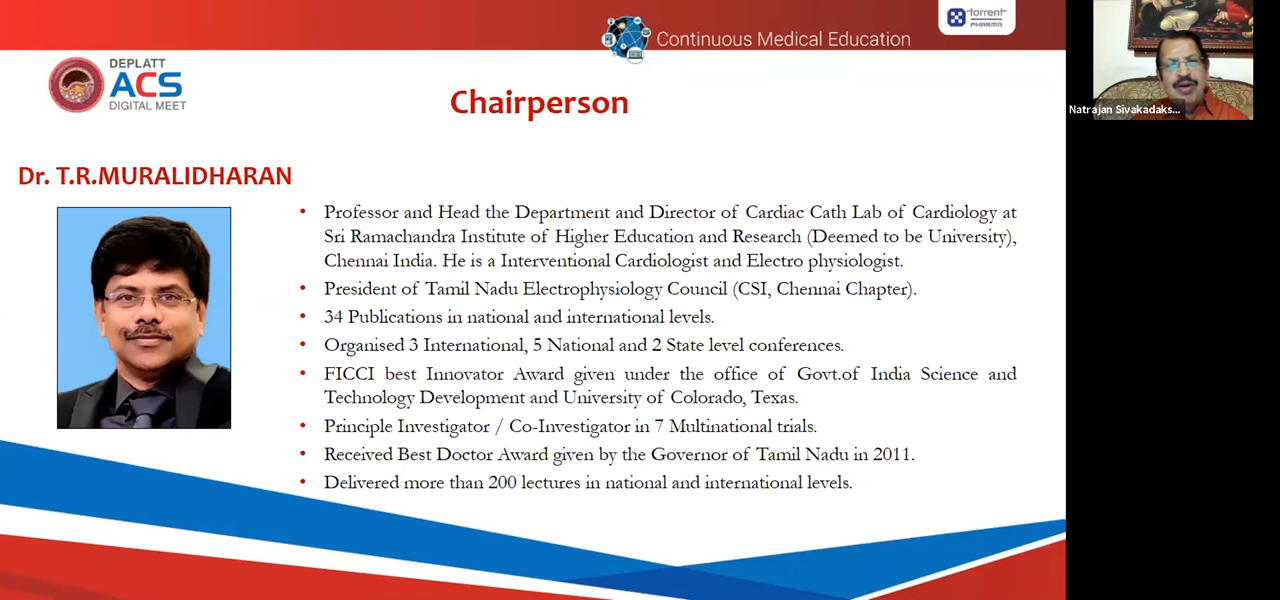 torrent
PHARMA
Continuous Medical Education
DEPLATT
ACS
DIGITAL MEET
Chairperson
Natrajan Sivakadaks...
Dr. T.R.MURALIDHARAN
• Professor and Head the Department and Director of Cardiac Cath Lab of Cardiology at
Sri Ramachandra Institute of Higher Education and Research (Deemed to be University),
Chennai India. He is a Interventional Cardiologist and Electro physiologist.
• President of Tamil Nadu Electrophysiology Council (CSI, Chennai Chapter).
• 34 Publications in national and international levels.
• Organised 3 International, 5 National and 2 State level conferences.
• FICCI best Innovator Award given under the office of Govt.of India Science and
Technology Development and University of Colorado, Texas.
• Principle Investigator / Co-Investigator in 7 Multinational trials.
• Received Best Doctor Award given by the Governor of Tamil Nadu in 2011.
• Delivered more than 200 lectures in national and international levels.